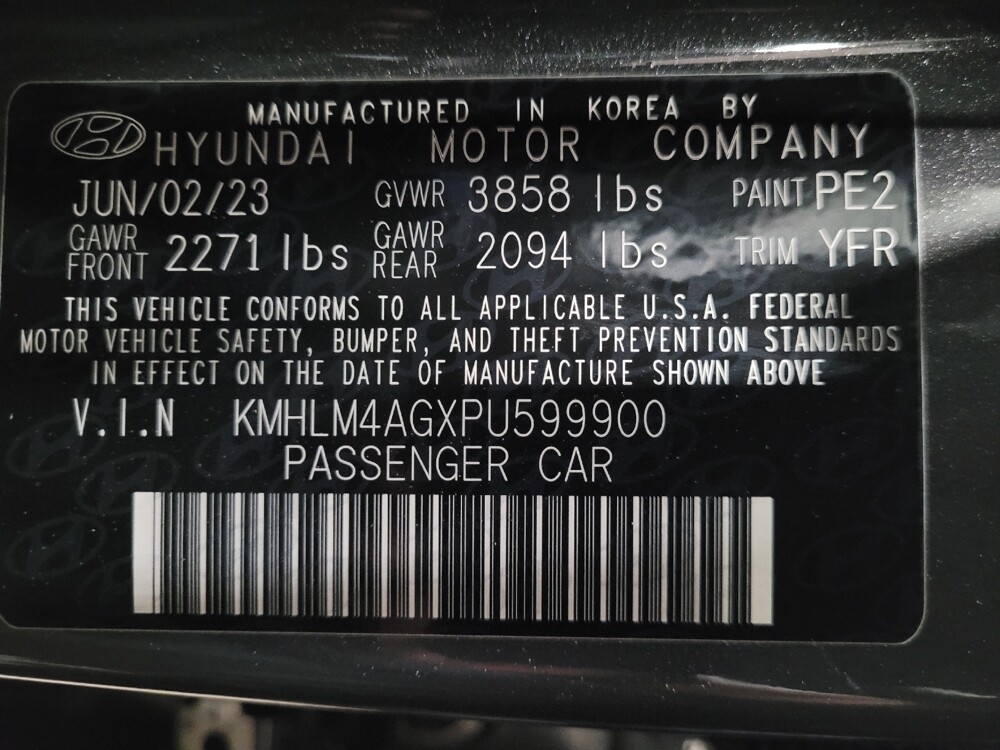 MANUFACTURED IN KOREA BY
HYUNDAI MOTOR COMPANY
JUN/02/23 GVWR 3858 lbs PAINT PE2
GAWR FRONT 2271 lbs GAWR REAR 2094 lbs TRIM YFR
THIS VEHICLE CONFORMS TO ALL APPLICABLE U.S.A. FEDERAL
MOTOR VEHICLE SAFETY, BUMPER, AND THEFT PREVENTION STANDARDS
IN EFFECT ON THE DATE OF MANUFACTURE SHOWN ABOVE
V.I.N KMHLM4AGXPU599900
PASSENGER CAR